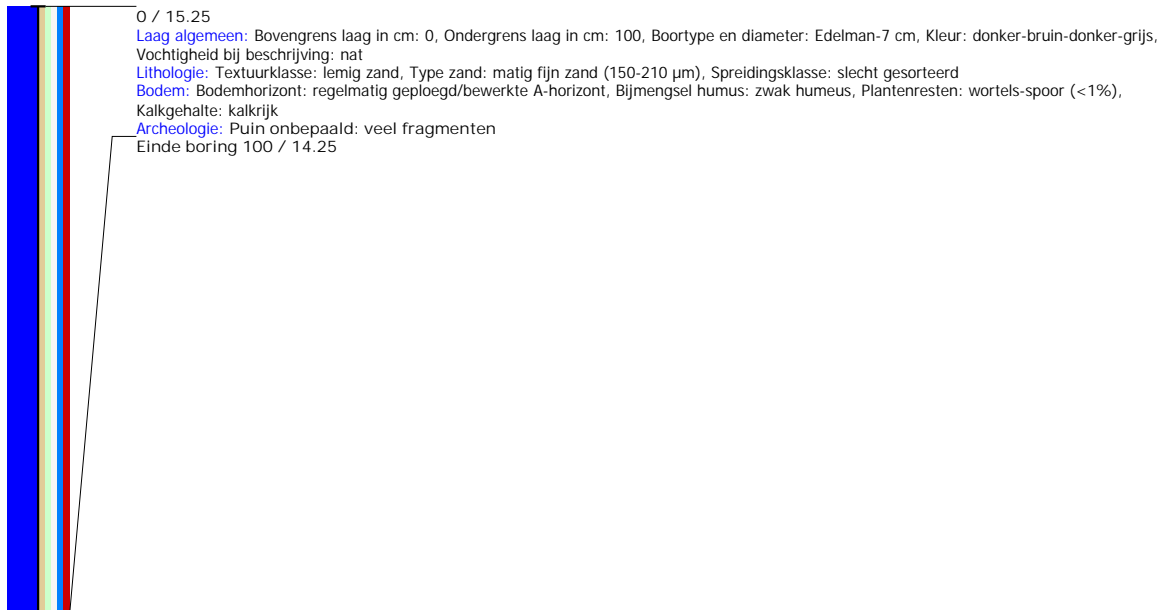 0 / 15.25
Laag algemeen: Bovengrens laag in cm: 0, Ondergrens laag in cm: 100, Boortype en diameter: Edelman-7 cm, Kleur: donker-bruin-donker-grijs,
Vochtigheid bij beschrijving: nat
Lithologie: Textuurklasse: lemig zand, Type zand: matig fijn zand (150-210 µm), Spreidingsklasse: slecht gesorteerd
Bodem: Bodemhorizont: regelmatig geploegd/bewerkte A-horizont, Bijmengsel humus: zwak humeus, Plantenresten: wortels-spoor (<1%),
Kalkgehalte: kalkrijk
Archeologie: Puin onbepaald: veel fragmenten
Einde boring 100 / 14.25